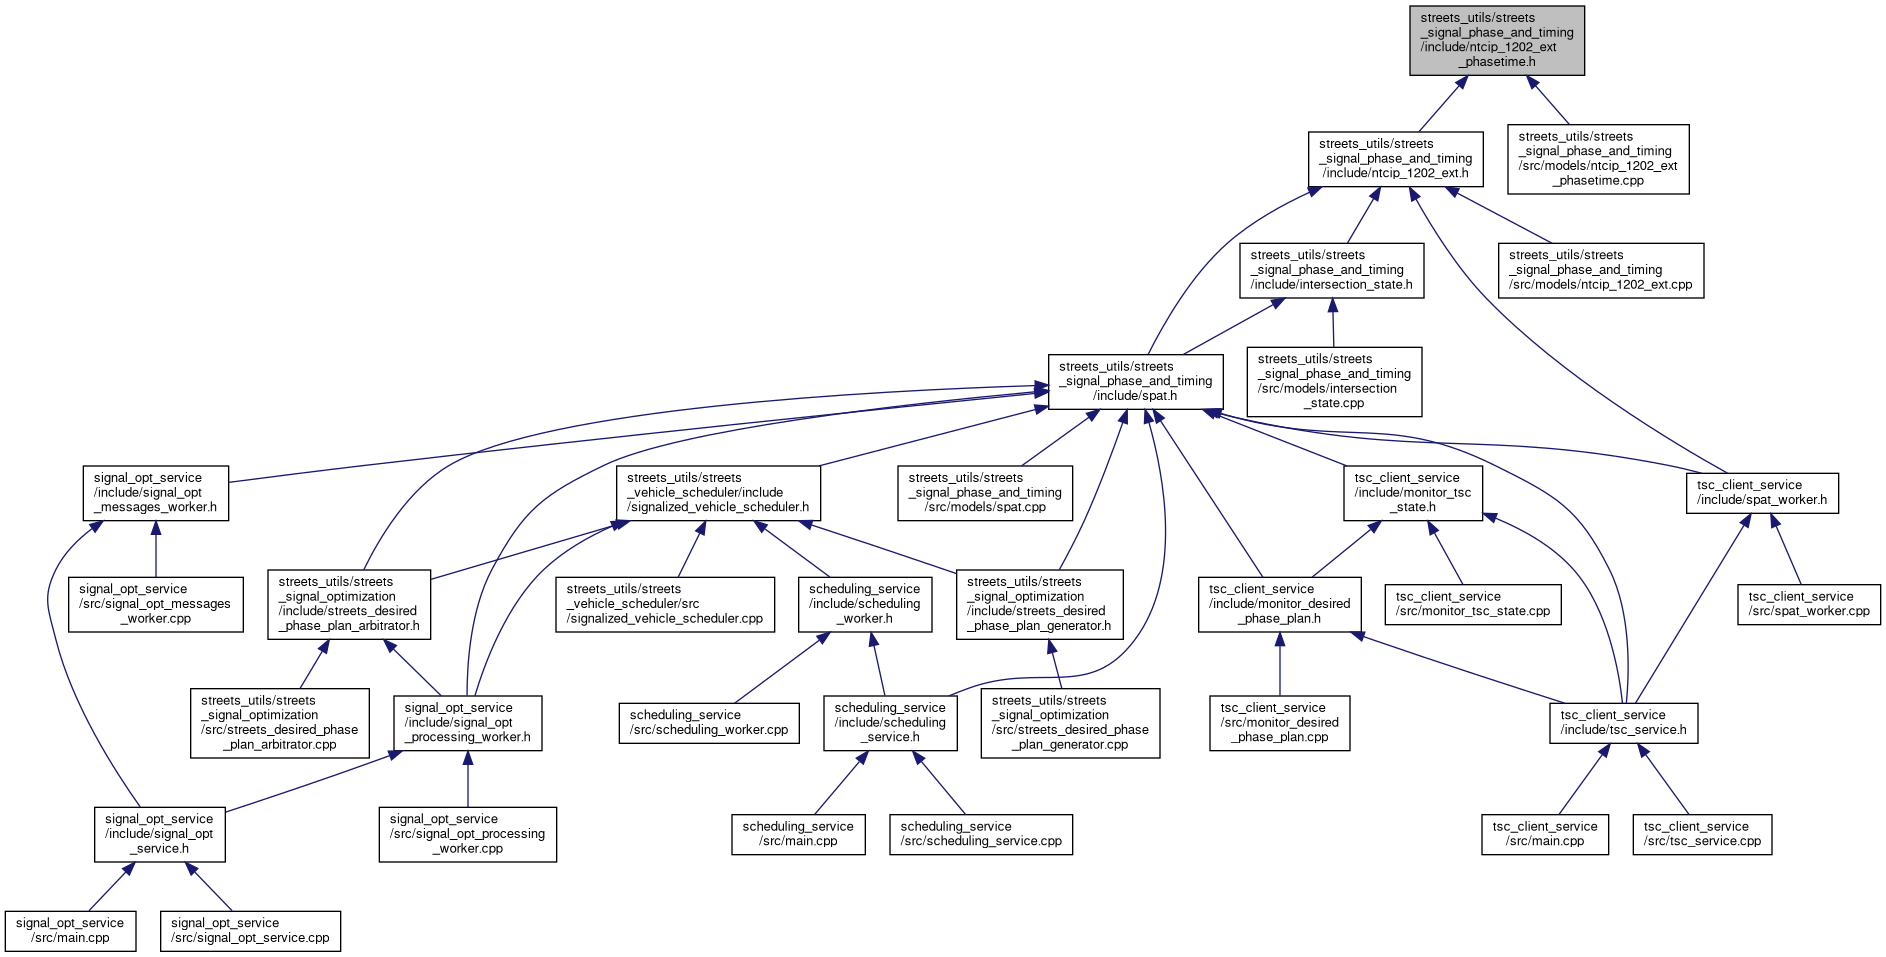 streets_utils/streets
_signal_phase_and_timing
/include/ntcip_1202_ext
_phasetime.h
streets_utils/streets
_signal_phase_and_timing
/include/ntcip_1202_ext.h
streets_utils/streets
_signal_phase_and_timing
/src/models/ntcip_1202_ext
_phasetime.cpp
streets_utils/streets
_signal_phase_and_timing
/include/intersection_state.h
streets_utils/streets
_signal_phase_and_timing
/src/models/ntcip_1202_ext.cpp
streets_utils/streets
_signal_phase_and_timing
/include/spat.h
streets_utils/streets
_signal_phase_and_timing
/src/models/intersection
_state.cpp
signal_opt_service
/include/signal_opt
_messages_worker.h
streets_utils/streets
_vehicle_scheduler/include
/signalized_vehicle_scheduler.h
streets_utils/streets
_signal_phase_and_timing
/src/models/spat.cpp
tsc_client_service
/include/monitor_tsc
_state.h
tsc_client_service
/include/spat_worker.h
signal_opt_service
/src/signal_opt_messages
_worker.cpp
streets_utils/streets
_signal_optimization
/include/streets_desired
_phase_plan_arbitrator.h
streets_utils/streets
_vehicle_scheduler/src
/signalized_vehicle_scheduler.cpp
scheduling_service
/include/scheduling
_worker.h
streets_utils/streets
_signal_optimization
/include/streets_desired
_phase_plan_generator.h
tsc_client_service
/include/monitor_desired
_phase_plan.h
tsc_client_service
/src/monitor_tsc_state.cpp
tsc_client_service
/src/spat_worker.cpp
streets_utils/streets
_signal_optimization
/src/streets_desired_phase
_plan_arbitrator.cpp
signal_opt_service
/include/signal_opt
_processing_worker.h
scheduling_service
/src/scheduling_worker.cpp
scheduling_service
/include/scheduling
_service.h
streets_utils/streets
_signal_optimization
/src/streets_desired_phase
_plan_generator.cpp
tsc_client_service
/src/monitor_desired
_phase_plan.cpp
tsc_client_service
/include/tsc_service.h
signal_opt_service
/include/signal_opt
_service.h
signal_opt_service
/src/signal_opt_processing
_worker.cpp
scheduling_service
/src/main.cpp
scheduling_service
/src/scheduling_service.cpp
tsc_client_service
/src/main.cpp
tsc_client_service
/src/tsc_service.cpp
signal_opt_service
/src/main.cpp
signal_opt_service
/src/signal_opt_service.cpp